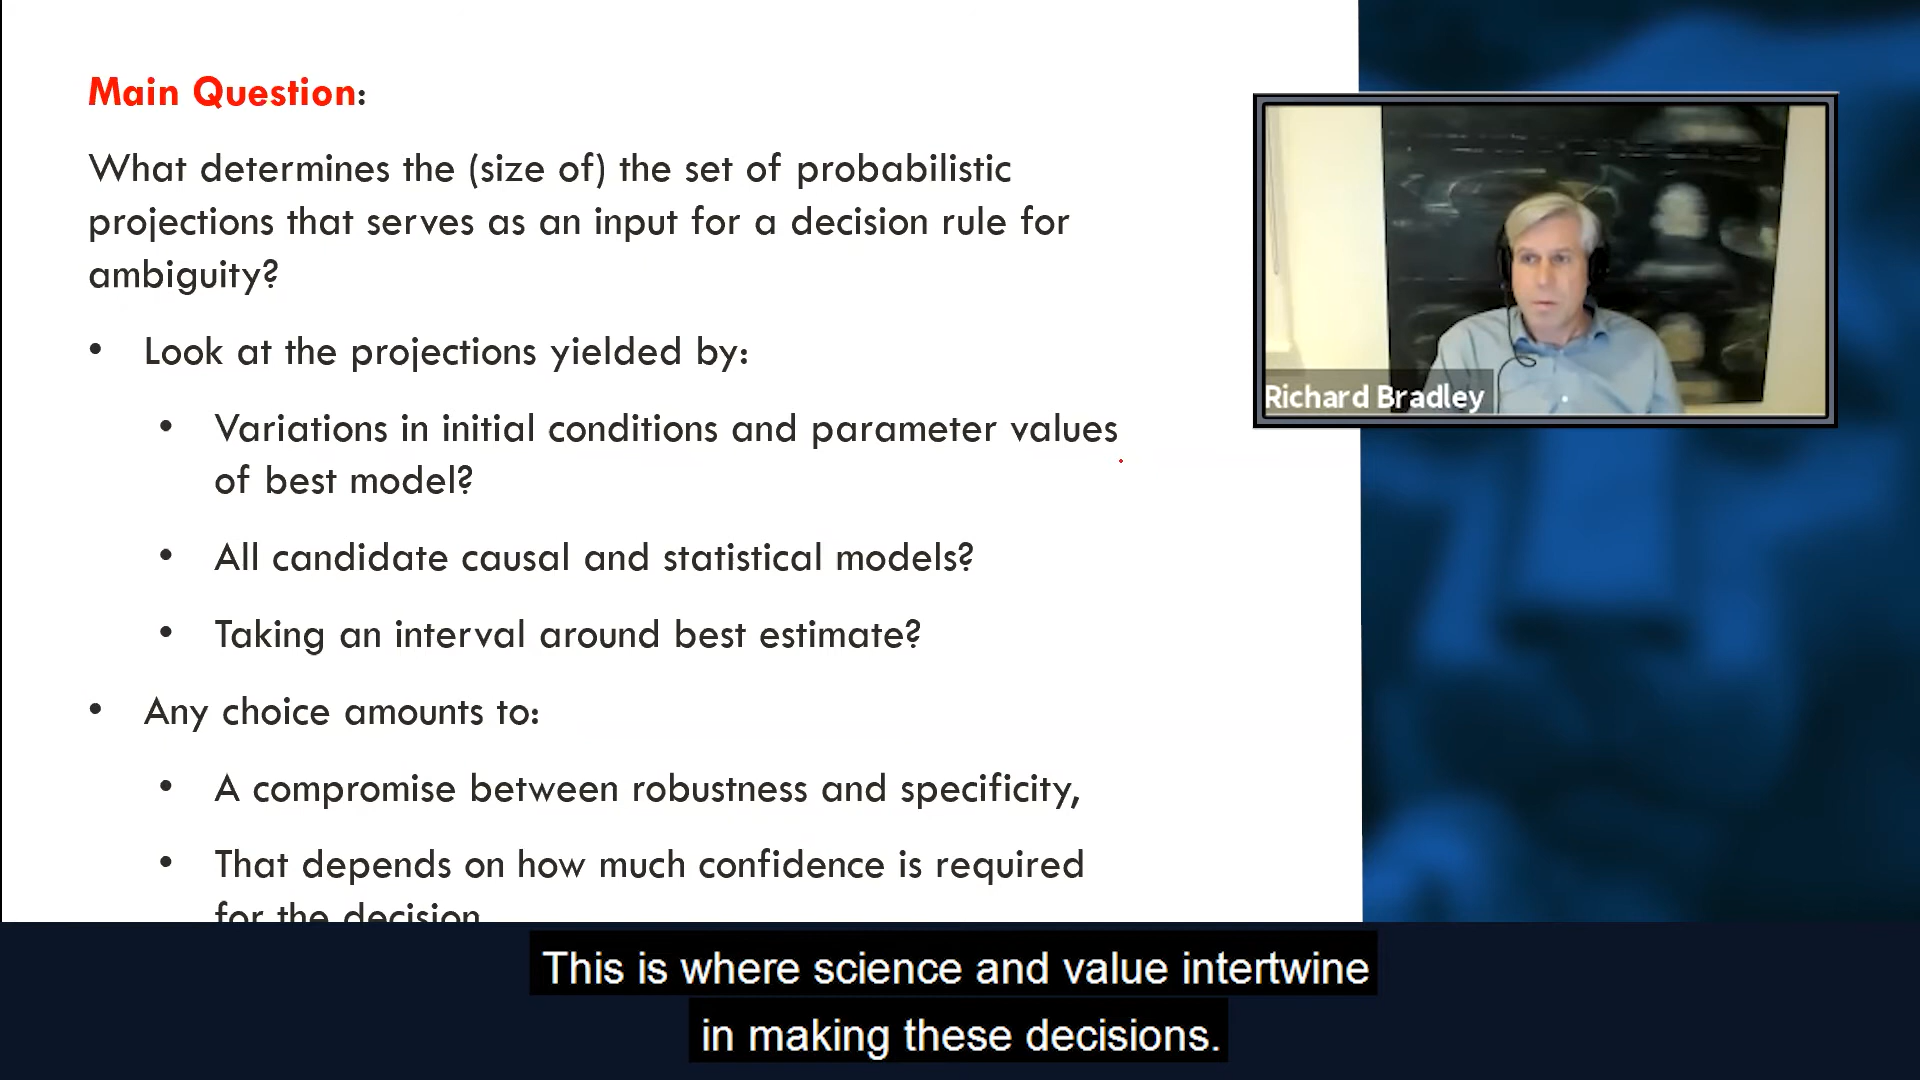 Main Question:
What determines the (size of) the set of probabilistic
projections that serves as an input for a decision rule for
ambiguity?
• Look at the projections yielded by:
• Variations in initial conditions and parameter values
of best model?
• All candidate causal and statistical models?
• Taking an interval around best estimate?
• Any choice amounts to:
• A compromise between robustness and specificity,
• That depends on how much confidence is required
for the decision
Richard Bradley
This is where science and value intertwine
in making these decisions.